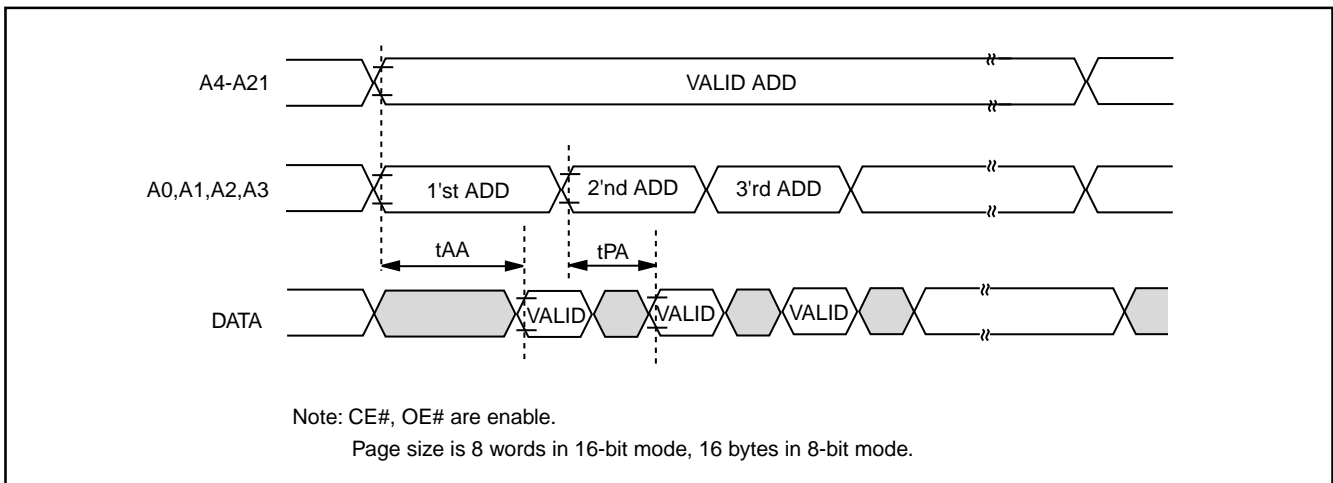 A4-A21
VALID ADD
A0,A1,A2,A3
1'st ADD
2'nd ADD
3'rd ADD
tAA
tPA
DATA
VALID
VALID
VALID
Note: CE#, OE# are enable.
Page size is 8 words in 16-bit mode, 16 bytes in 8-bit mode.